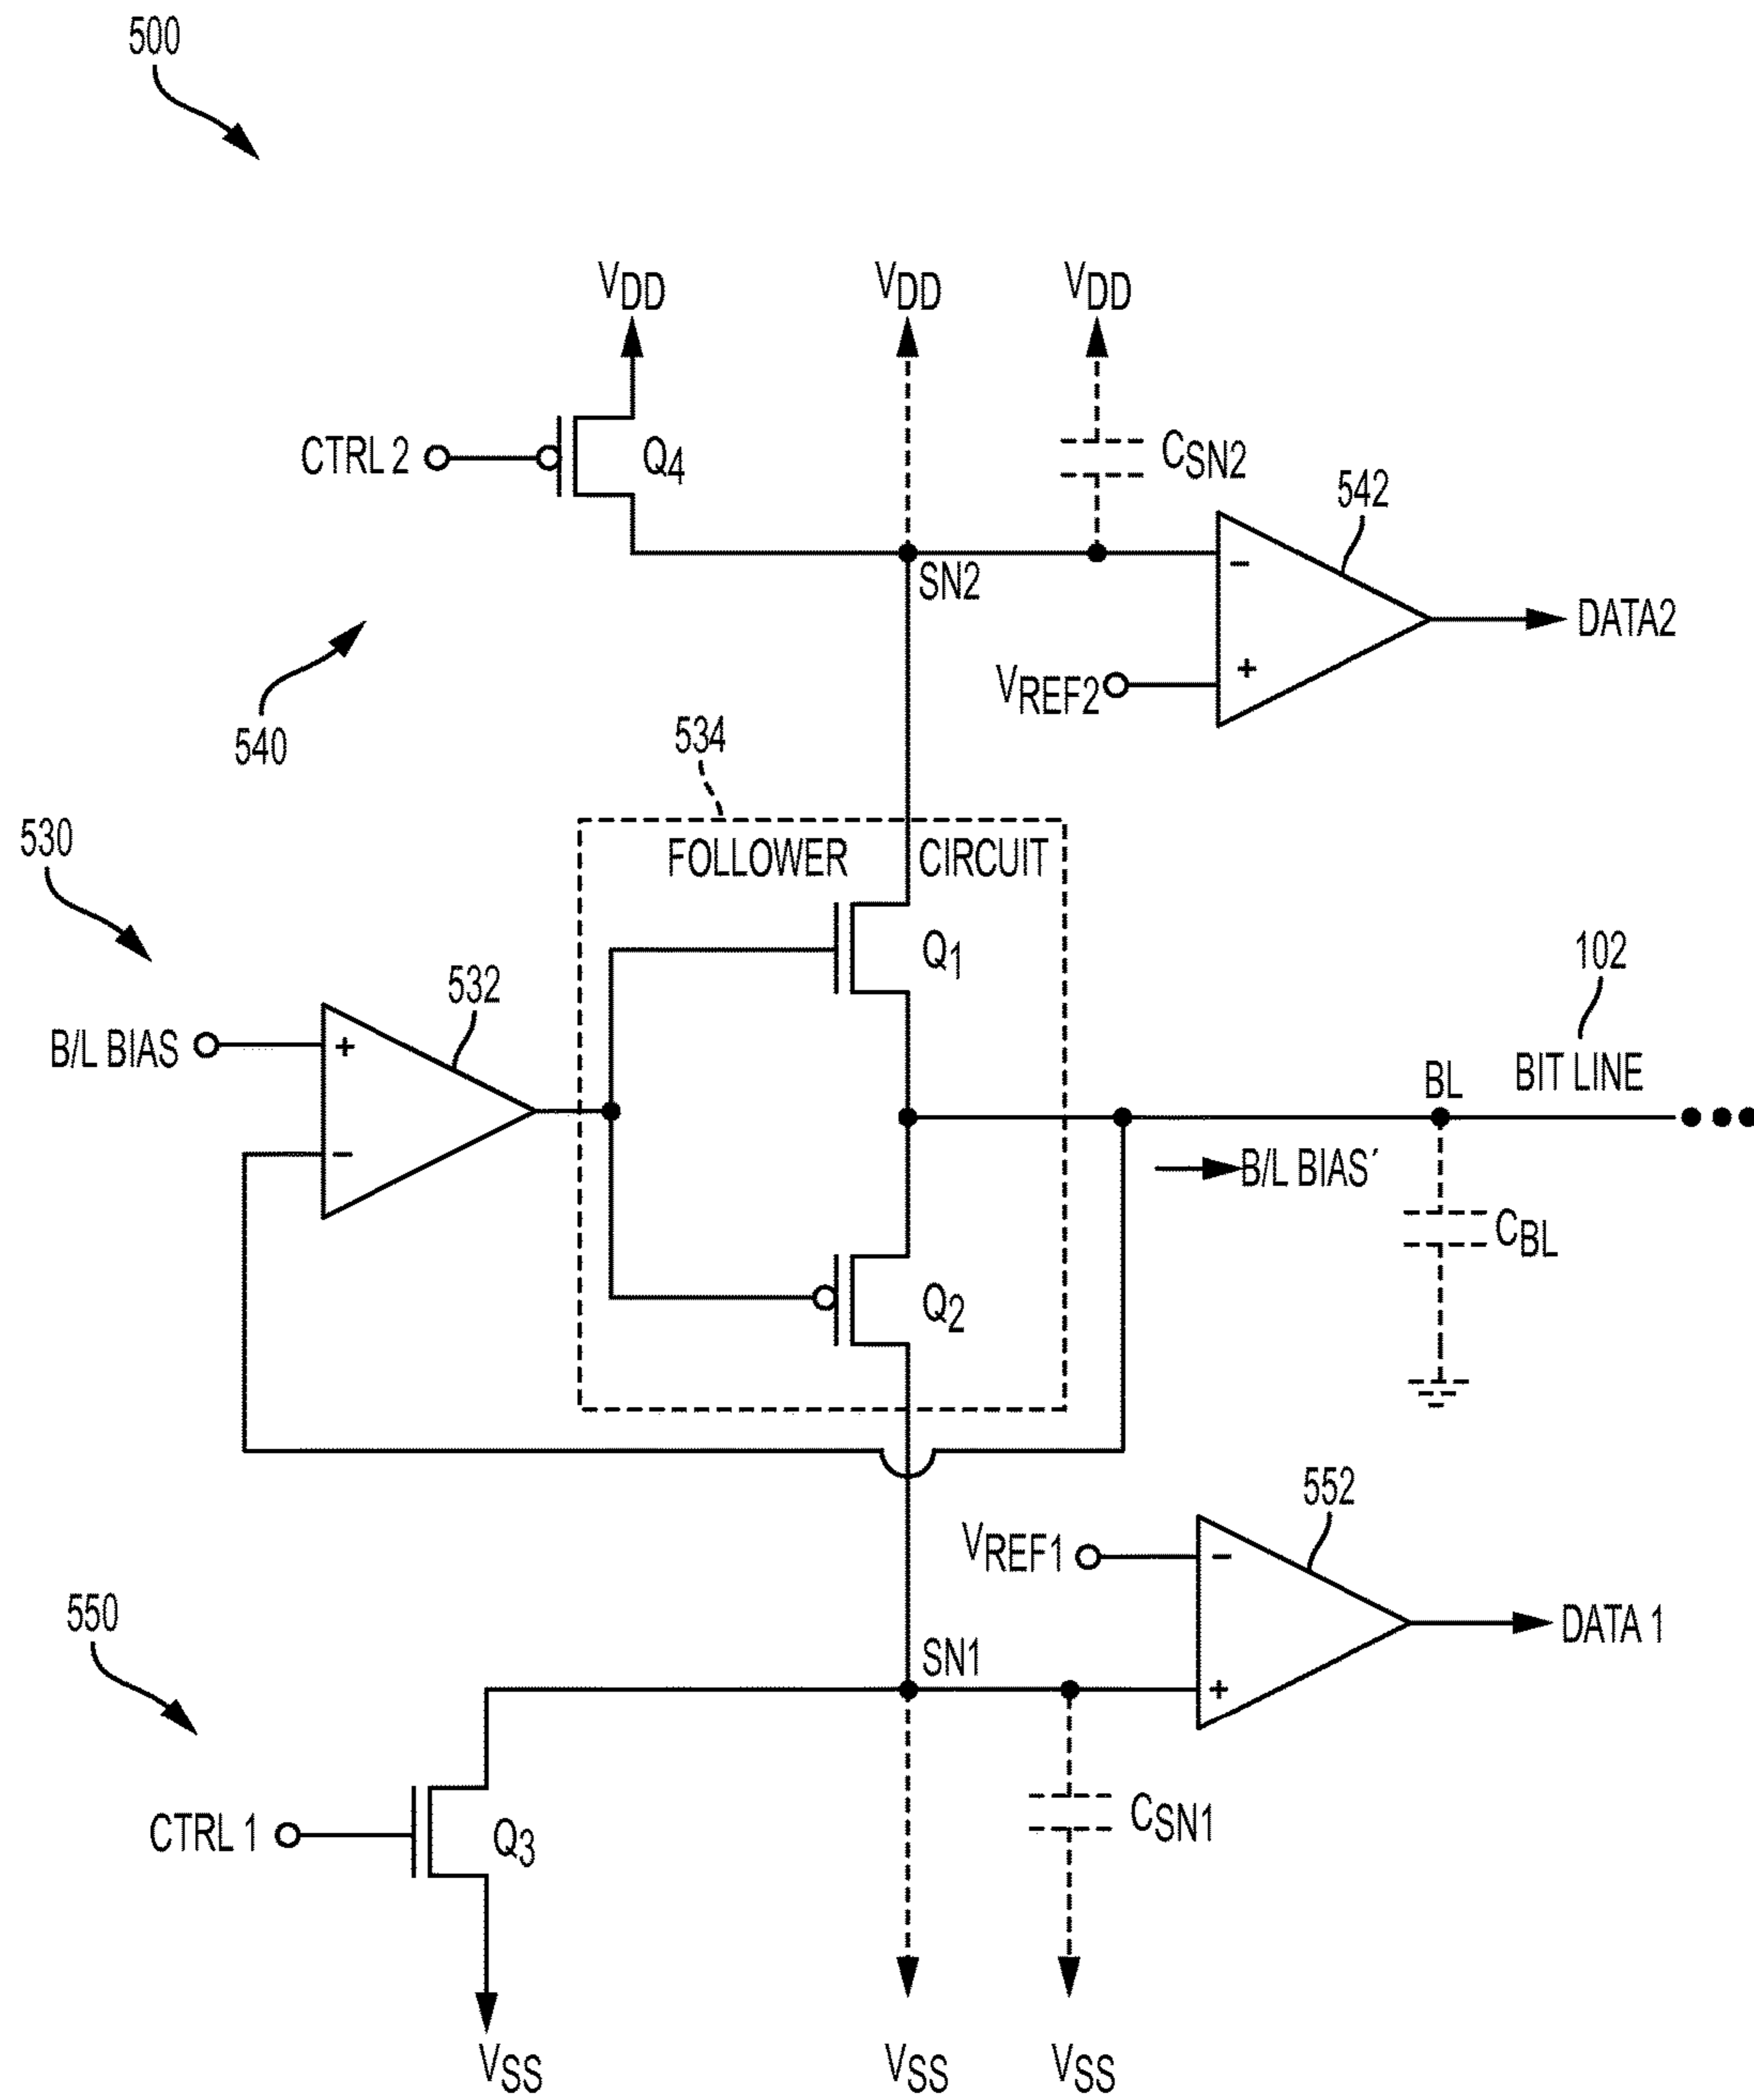 500
VDD VDD VDD
CTRL 2
Q4
CSN2
542
SN2
−
DATA2
+
VREF2
540
534
530
FOLLOWER CIRCUIT
Q1
102
532
B/L BIAS
+
BL
BIT LINE
−
B/L BIAS′
CBL
Q2
552
VREF1
−
550
DATA 1
SN1
+
CTRL 1
Q3
CSN1
VSS VSS VSS